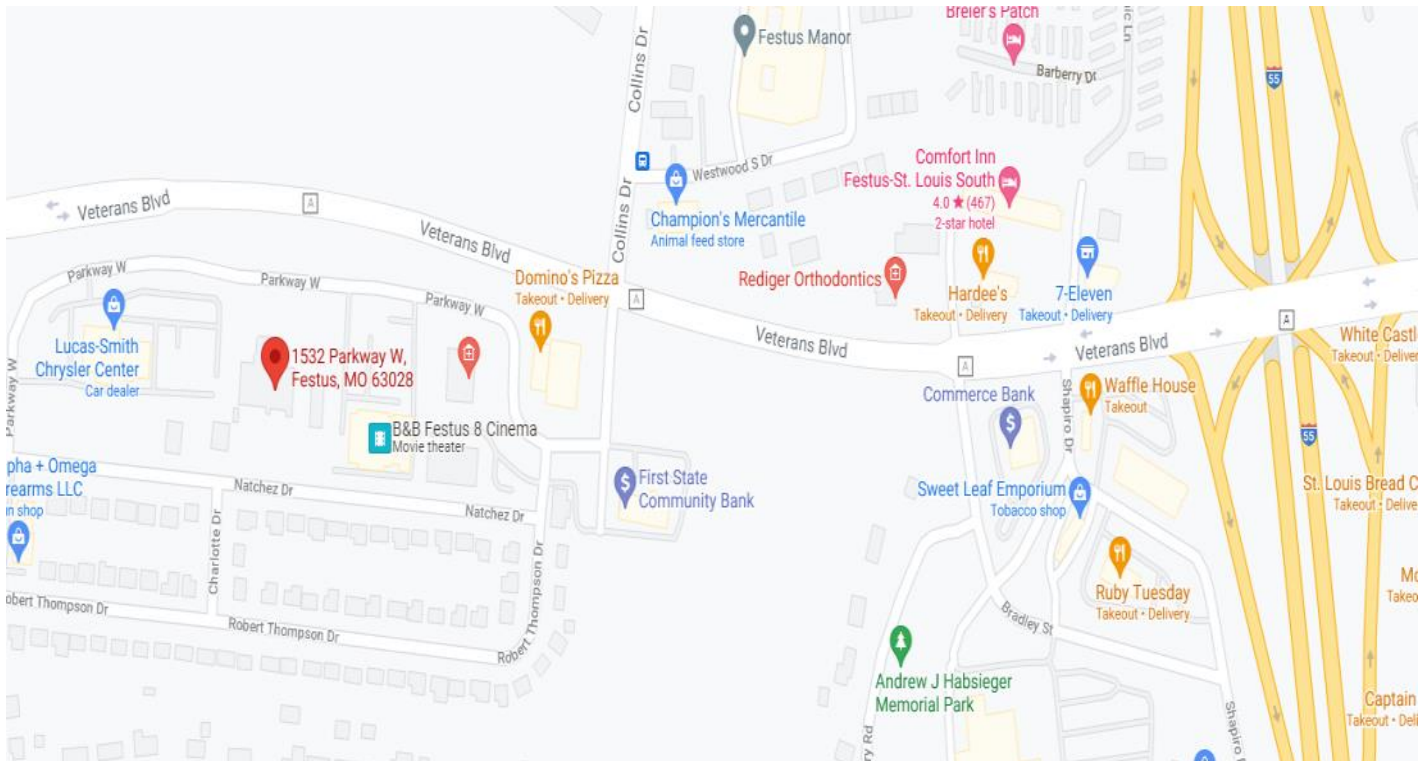 Breier's Patch
Festus Manor
Collins Dr
Barberry Dr
55
Westwood S Dr
Comfort Inn
Festus-St. Louis South
4.0 ★ (467)
2-star hotel
Champion's Mercantile
Animal feed store
Collins Dr
Veterans Blvd
A
Veterans Blvd
Parkway W
Parkway W
Parkway W
Domino's Pizza
Takeout • Delivery
A
Rediger Orthodontics
Hardee's
Takeout • Delivery
7-Eleven
Takeout • Delivery
Veterans Blvd
A
Veterans Blvd
A
White Castl
Takeout • Deliver
Lucas-Smith
Chrysler Center
Car dealer
1532 Parkway W,
Festus, MO 63028
Parkway W
Commerce Bank
Shapiro Dr
Waffle House
Takeout
B&B Festus 8 Cinema
Movie theater
55
pha + Omega
rearms LLC
n shop
Natchez Dr
Natchez Dr
Charlotte Dr
First State
Community Bank
Sweet Leaf Emporium
Tobacco shop
St. Louis Bread C
Takeout • Delive
Robert Thompson Dr
obert Thompson Dr
Robert Thompson Dr
Robert Thompson Dr
Ruby Tuesday
Takeout • Delivery
Bradley St
Mc
Takeo
Andrew J Habsieger
Memorial Park
ry Rd
Shapiro
Captain
Takeout • Deli